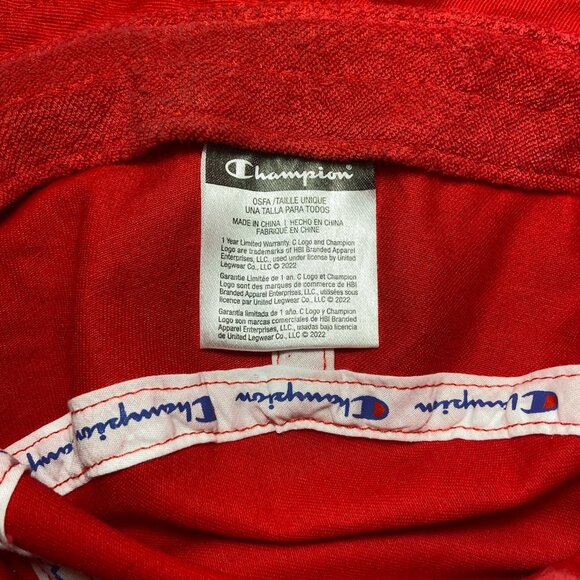 Champion
OSFA/TAILLE UNIQUE
UNA TALLA PARA TODOS
MADE IN CHINA | HECHO EN CHINA
FABRIQUÉ EN CHINE
1 Year Limited Warranty. C Logo and Champion
Logo are trademarks of HBI Branded Apparel
Enterprises, LLC, used under license by United
Legwear Co., LLC © 2022
Garantie Limitée de 1 an. C Logo et Champion
Logo sont des marques de commerce de HBI
Branded Apparel Enterprises, LLC, utilisées sous
licence par United Legwear Co., LLC © 2022
Garantía limitada de 1 año. C Logo y Champion
Logo son marcas comerciales de HBI Branded
Apparel Enterprises, LLC., usadas bajo licencia
de United Legwear Co., LLC © 2022
Champion Champion Champion